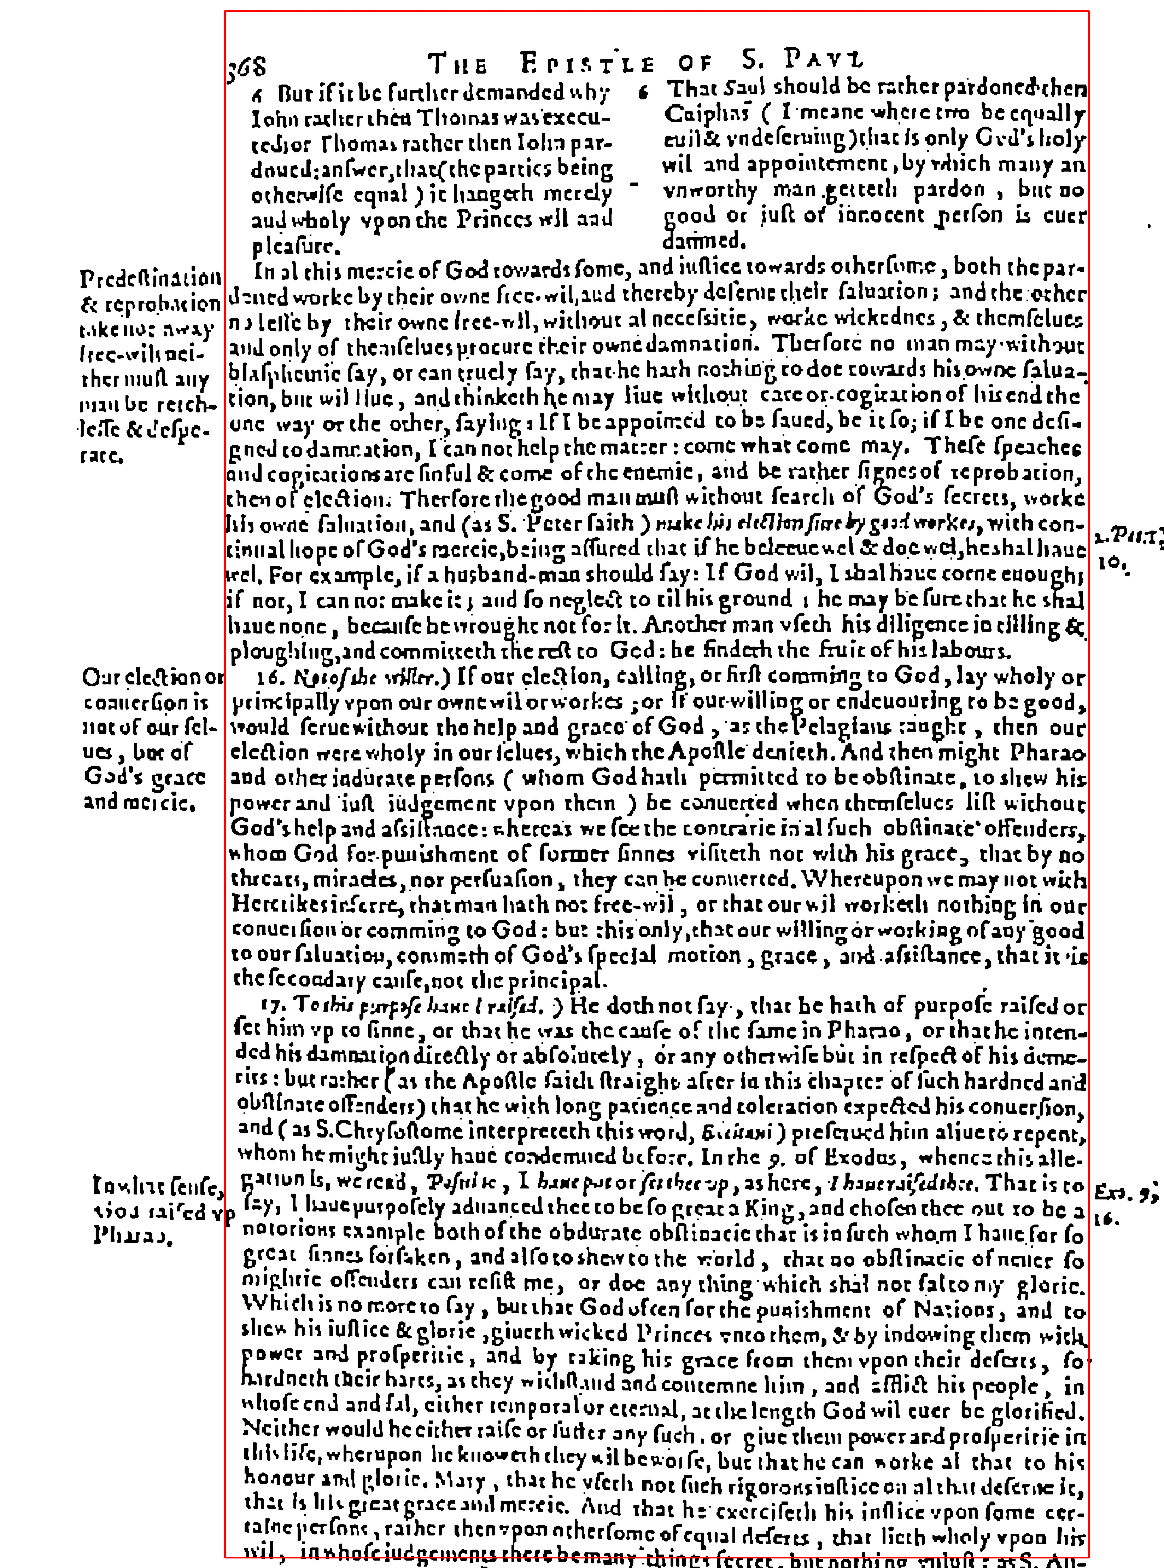 368
THE EPISTLE OF S. PAVL
6 But if it be further demanded why
Iohn rather thẽ Thomas was execu-
ted, or Thomas rather then Iohn par-
doned: answer, that (the parties being
otherwise equal) it hangeth merely
and wholy vpon the Princes wil and
pleasure.
6 That Saul should be rather pardoned then
Caiphas (I meane where two be equally
euil & vndeseruing) that is only God's holy
wil and appointement, by which many an
vnworthy man getteth pardon, but no
good or iust or innocent person is euer
damned.
In al this mercie of God towards some, and iustice towards other some, both the par-
doned worke by their owne free-wil, and thereby deserue their saluation; and the other
no lesse by their owne free-wil, without al necessitie, worke wickednes, & themselues
and only of themselues procure their owne damnation. Therfore no man may without
blasphemie say, or can truely say, that he hath nothing to doe towards his owne salua-
tion, but wil liue, and thinketh he may liue without care or cogitation of his end the
one way or the other, saying: If I be appointed to be saued, be it so; if I be one desi-
gned to damnation, I can not help the matter: come what come may. These speaches
and cogitations are sinful & come of the enemie, and be rather signes of reprobation,
then of election. Therfore the good man must without search of God's secrets, worke
his owne saluation, and (as S. Peter saith) make his election sure by good workes, with con-
tinual hope of God's mercie, being assured that if he beleeue wel & doe wel, he shal haue
wel. For example, if a husband-man should say: If God wil, I shal haue corne enough;
if not, I can not make it; and so neglect to til his ground; he may be sure that he shal
haue none, because he wrought not for it. Another man vseth his diligence in tilling &
ploughing, and committeth the rest to God: he findeth the fruit of his labours.
Predestination
& reprobation
take not away
free-wil: nei-
ther must any
man be retch-
lesse & despe-
rate.
2. Pet. 1,
10.
16. Not of the willer.) If our election, calling, or first comming to God, lay wholy or
principally vpon our owne wil or workes; or if our willing or endeuouring to be good,
would serue without the help and grace of God, as the Pelagians taught, then our
election were wholy in our selues, which the Apostle denieth. And then might Pharao
and other indurate persons (whom God hath permitted to be obstinate, to shew his
power and iust iudgement vpon them) be conuerted when themselues list without
God's help and assistance: whereas we see the contrarie in al such obstinate offenders,
whom God for punishment of former sinnes visiteth not with his grace, that by no
threats, miracles, nor persuasion, they can be conuerted. Whereupon we may not with
Heretikes inferre, that man hath not free-wil, or that our wil worketh nothing in our
conuersion or comming to God: but this only, that our willing or working of any good
to our saluation, commeth of God's special motion, grace, and assistance, that it is
the secondary cause, not the principal.
Our election or
conuersion is
not of our sel-
ues, but of
God's grace
and mercie.
17. To this purpose haue I raised.) He doth not say, that he hath of purpose raised or
set him vp to sinne, or that he was the cause of the same in Pharao, or that he inten-
ded his damnation directly or absolutely, or any otherwise but in respect of his deme-
rits: but rather (as the Apostle saith straight after in this chapter of such hardned and
obstinate offenders) that he with long patience and toleration expected his conuersion,
and (as S. Chrysostome interpreteth this word, Excitaui) preserued him aliue to repent,
whom he might iustly haue condemned before. In the 9. of Exodus, whence this alle-
gation is, we read, Posui te, I haue put or set thee vp, as here, I haue raised thee. That is to
say, I haue purposely aduanced thee to be so great a King, and chosen thee out to be a
notorious example both of the obdurate obstinacie that is in such whom I haue for so
great sinnes forsaken, and also to shew to the world, that no obstinacie of neuer so
mightie offenders can resist me, or doe any thing which shal not fal to my glorie.
Which is no more to say, but that God often for the punishment of Nations, and to
shew his iustice & glorie, giueth wicked Princes vnto them, & by indowing them with
power and prosperitie, and by taking his grace from them vpon their deserts, so
hardneth their harts, as they withstand and contemne him, and afflict his people, in
whose end and fal, either temporal or eternal, at the length God wil euer be glorified.
Neither would he either raise or suffer any such, or giue them power and prosperitie in
this life, wherupon he knoweth they wil be worse, but that he can worke al that to his
honour and glorie. Mary, that he vseth not such rigorous iustice on al that deserue it,
that is his great grace and mercie. And that he exerciseth his iustice vpon some cer-
taine persons, rather then vpon other some of equal deserts, that lieth wholy vpon his
wil, in whose iudgements there be many things secret, but nothing vniust: as S. Au-
In what sense,
God raised vp
Pharao.
Exo. 9,
16.